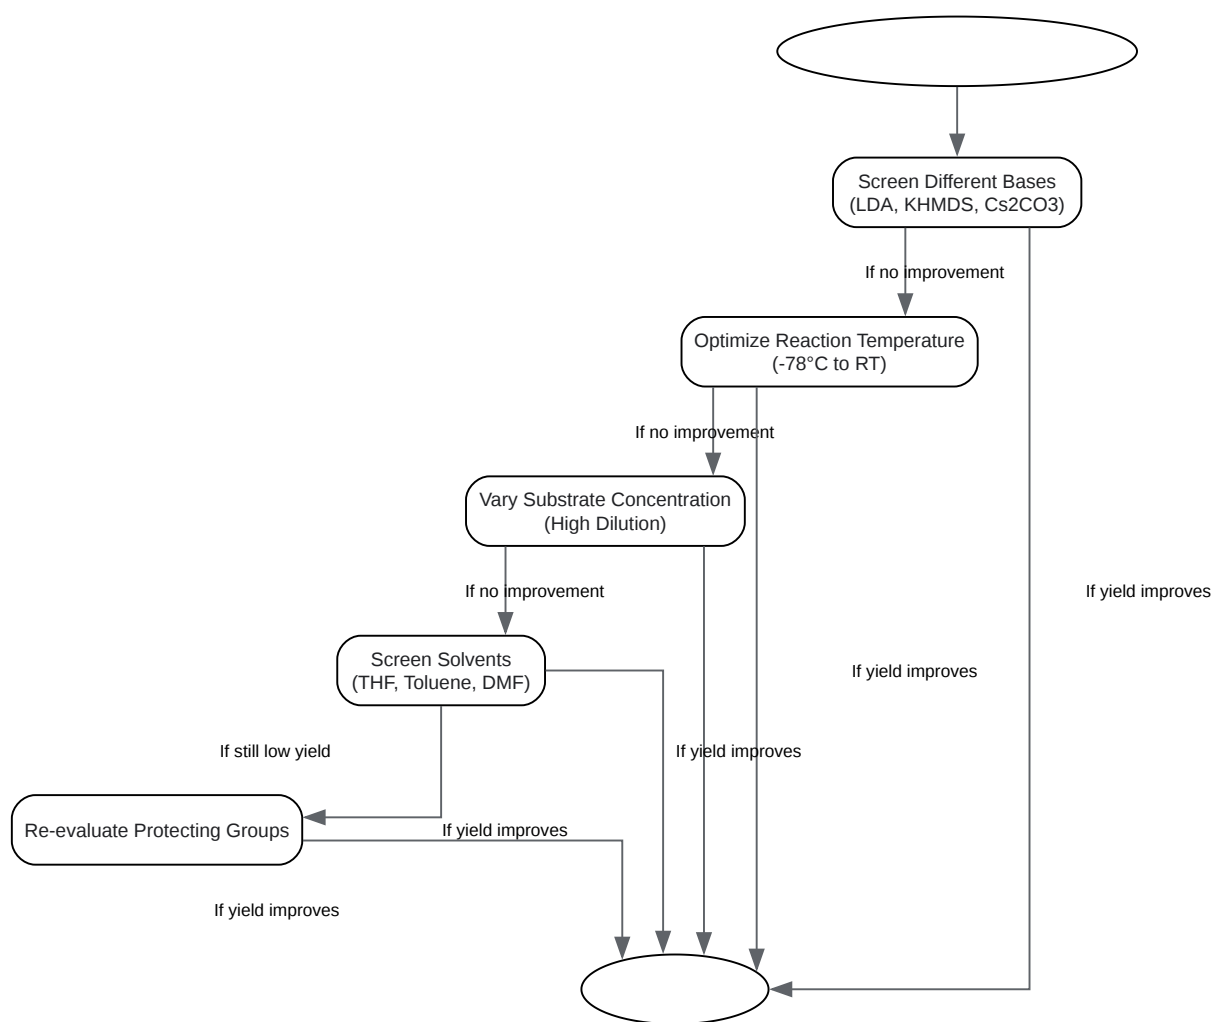 Screen Different Bases
(LDA, KHMDS, Cs2CO3)
If no improvement
Optimize Reaction Temperature
(-78°C to RT)
If no improvement
Vary Substrate Concentration
(High Dilution)
If no improvement
If yield improves
Screen Solvents
(THF, Toluene, DMF)
If yield improves
If still low yield
If yield improves
Re-evaluate Protecting Groups
If yield improves
If yield improves